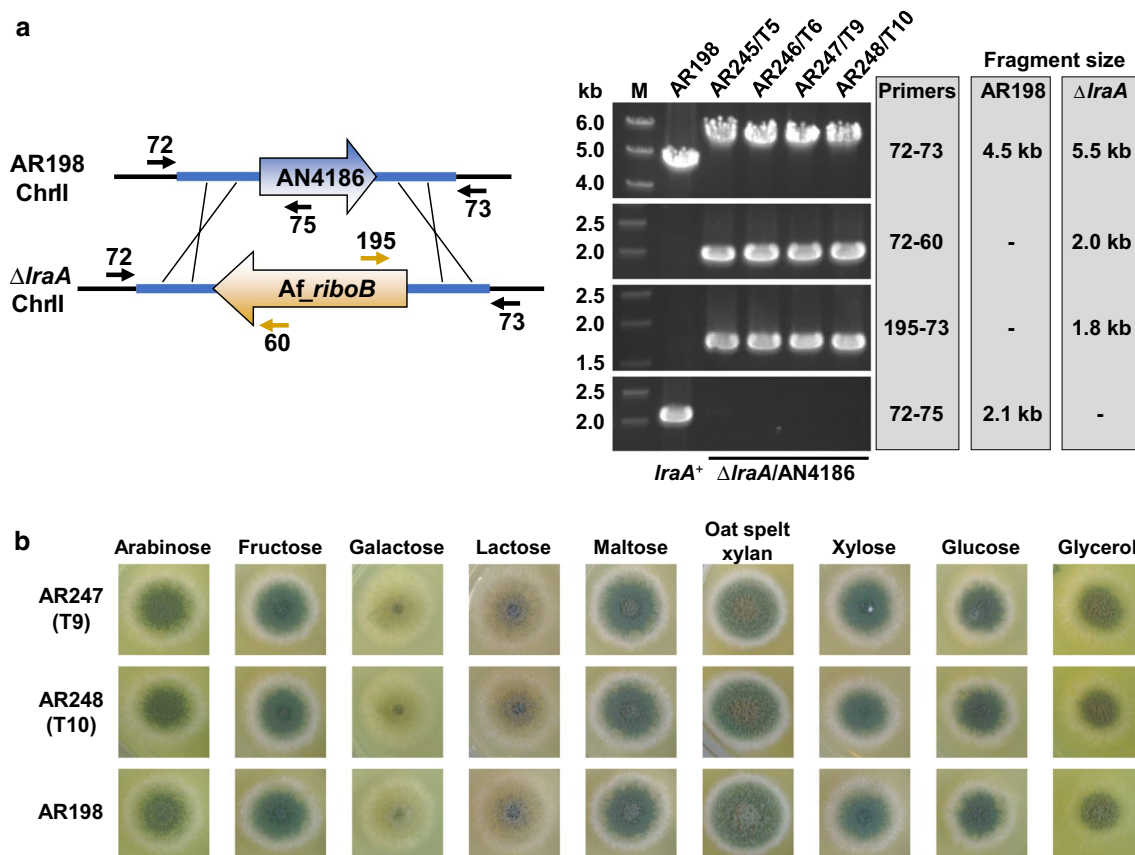 a
72
AR198
ChrII
AN4186
75
73
195
72
ΔlraA
ChrII
Af_riboB
60
73
AR198
AR245/T5
AR246/T6
AR247/T9
AR248/T10
Fragment size
kb
M
Primers
AR198
ΔlraA
6.0
5.0
4.0
72-73
4.5 kb
5.5 kb
2.5
2.0
72-60
-
2.0 kb
2.5
2.0
1.5
195-73
-
1.8 kb
2.5
2.0
72-75
2.1 kb
-
lraA⁺
ΔlraA/AN4186
b
Arabinose
Fructose
Galactose
Lactose
Maltose
Oat spelt
xylan
Xylose
Glucose
Glycerol
AR247
(T9)
AR248
(T10)
AR198